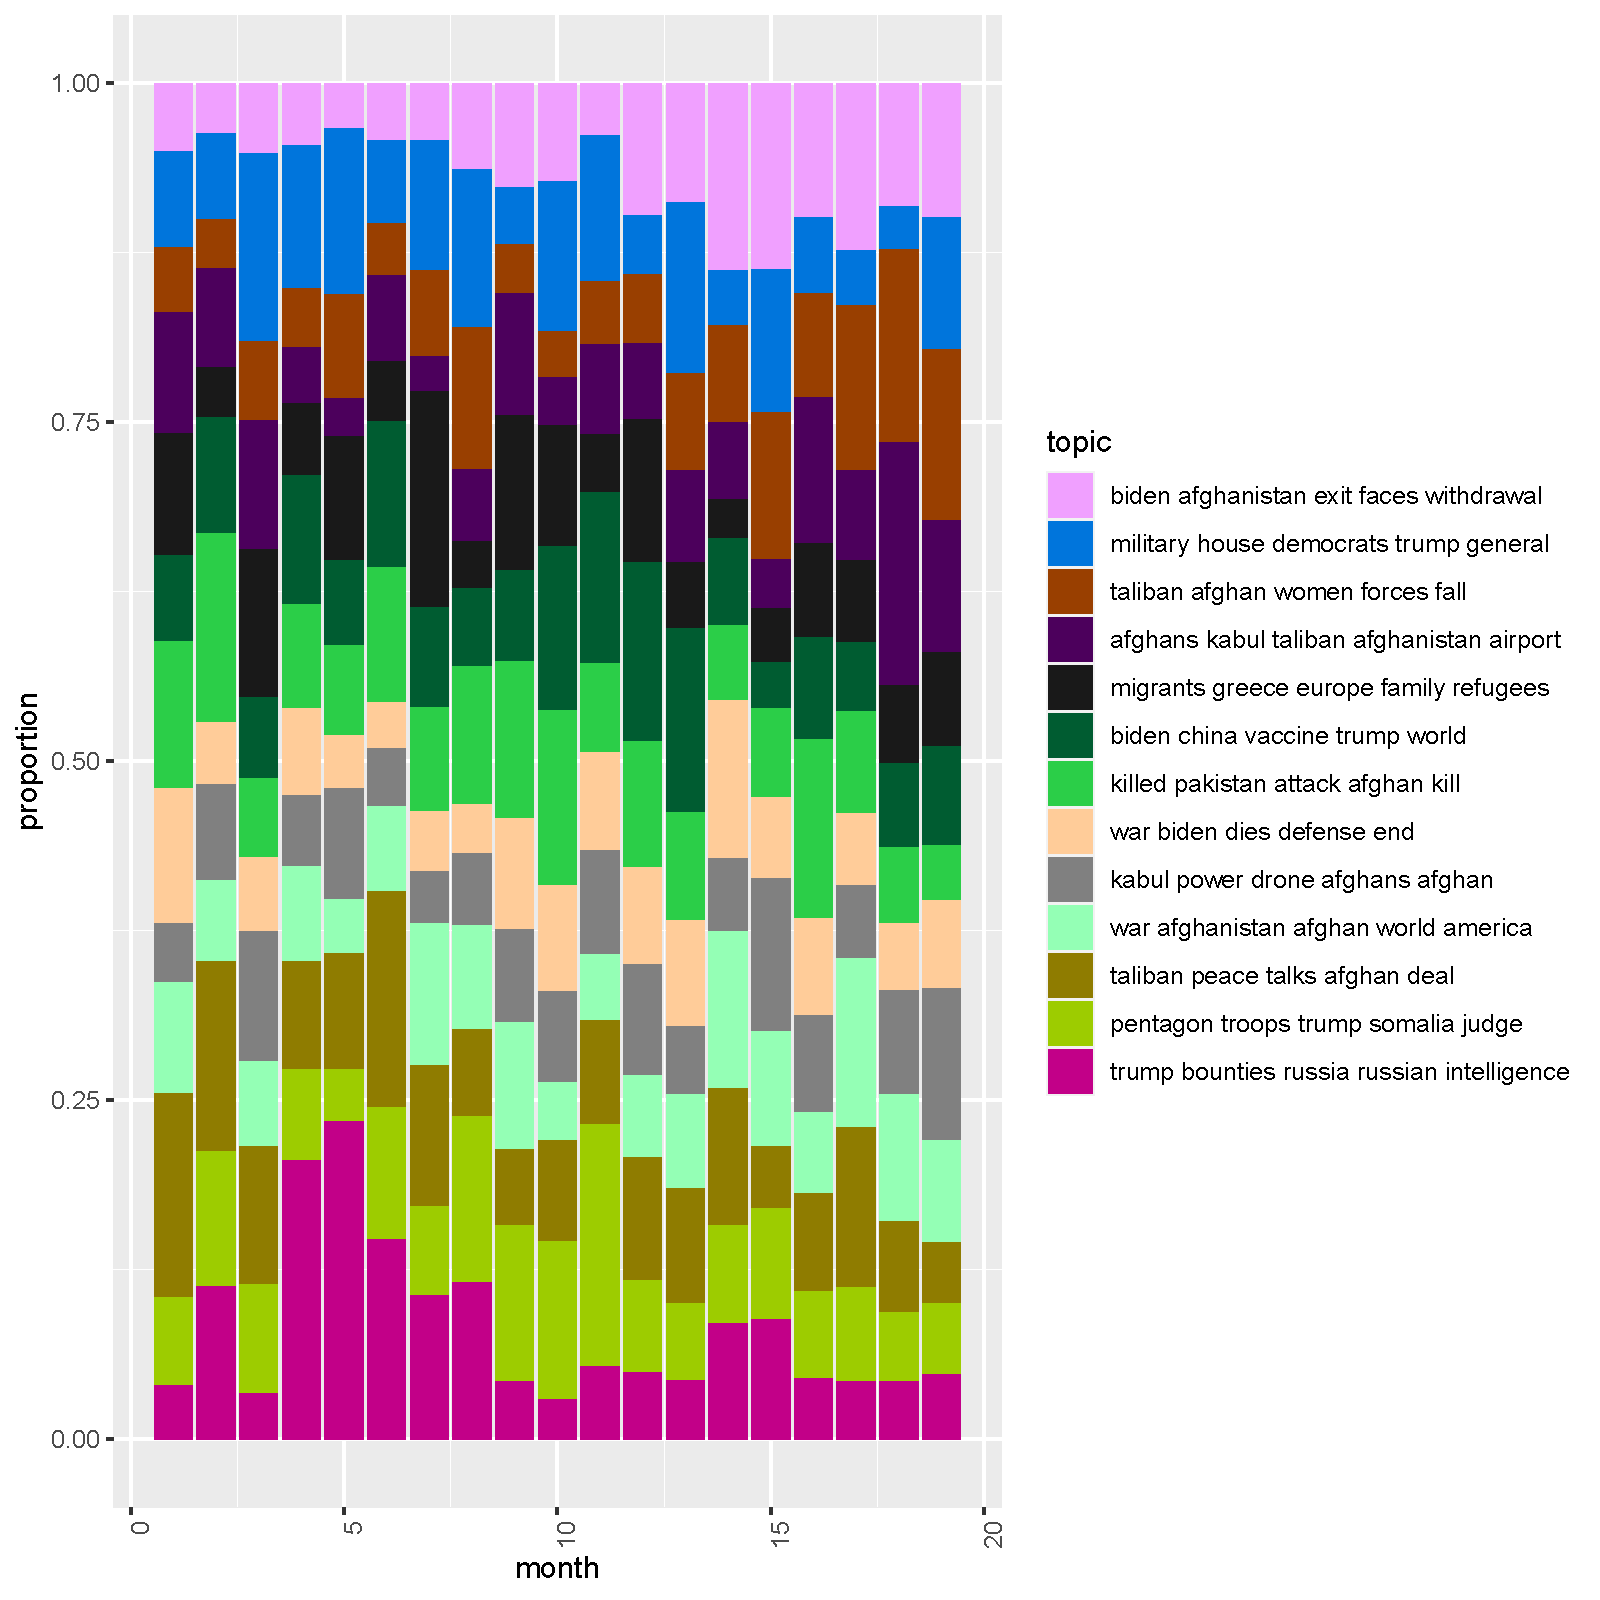 1.00
0.75
0.50
0.25
0.00
proportion
0
5
10
15
20
month
topic
biden afghanistan exit faces withdrawal
military house democrats trump general
taliban afghan women forces fall
afghans kabul taliban afghanistan airport
migrants greece europe family refugees
biden china vaccine trump world
killed pakistan attack afghan kill
war biden dies defense end
kabul power drone afghans afghan
war afghanistan afghan world america
taliban peace talks afghan deal
pentagon troops trump somalia judge
trump bounties russia russian intelligence